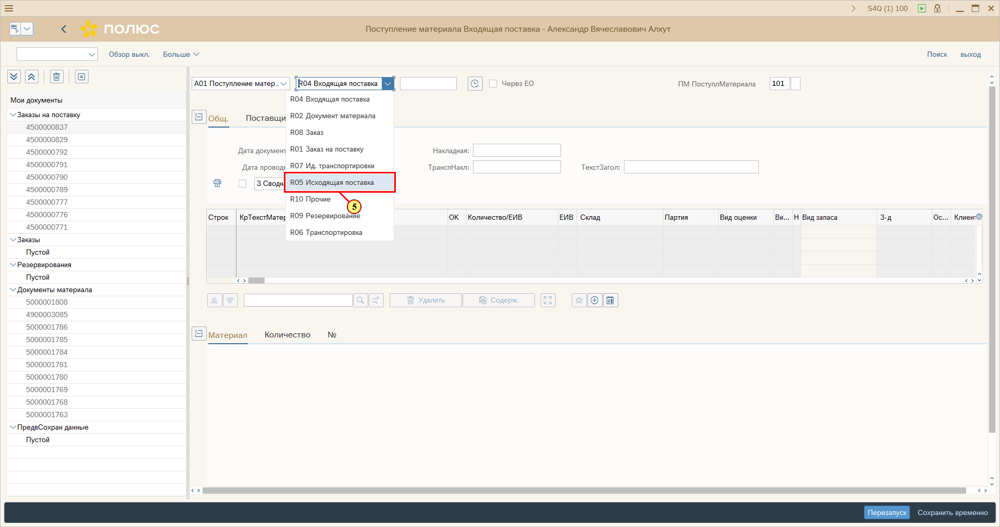 S4Q (1) 100
ПОЛЮС
Поступление материала Входящая поставка - Александр Вячеславович Алхут
Обзор выкл.
Больше
Поиск
выход
A01 Поступление матер...
R04 Входящая поставка
Через ЕО
ПМ ПоступлМатериала
101
R04 Входящая поставка
R02 Документ материала
R08 Заказ
R01 Заказ на поставку
R07 Ид. транспортировки
R05 Исходящая поставка
R10 Прочие
R09 Резервирование
R06 Транспортировка
5
Мои документы
Заказы на поставку
4500000837
4500000829
4500000792
4500000791
4500000790
4500000789
4500000777
4500000776
4500000771
Заказы
Пустой
Резервирования
Пустой
Документы материала
5000001808
4900003085
5000001786
5000001785
5000001784
5000001781
5000001780
5000001769
5000001768
5000001763
ПредвСохран данные
Пустой
Общ.
Поставщи
Дата документ
Накладная:
Дата проводк
ТранспНакл:
ТекстЗагол:
3 Сводн
Строк
КрТекстМатер
OK
Количество/ЕИВ
ЕИВ
Склад
Партия
Вид оценки
Ви...
Н
Вид запаса
З-д
Ос...
Клиент
Удалить
Содерж.
Материал
Количество
№
Перезапуск
Сохранить временно